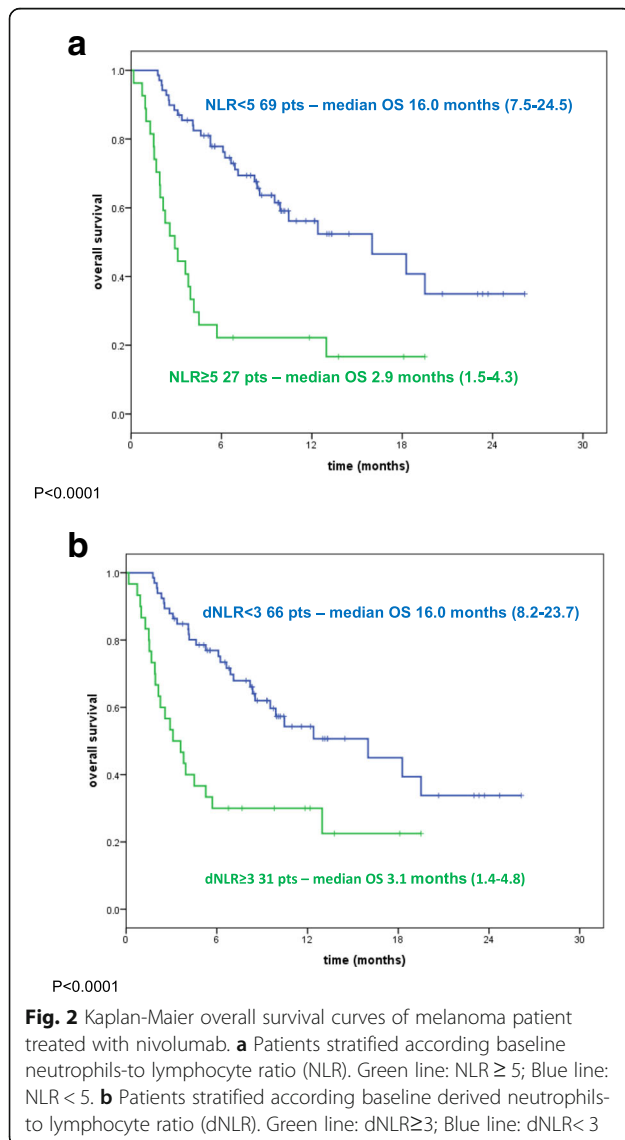 a
1.0
0.8
0.6
0.4
0.2
0.0
overall survival
NLR<5 69 pts – median OS 16.0 months (7.5-24.5)
NLR≥5 27 pts – median OS 2.9 months (1.5-4.3)
0 6 12 18 24 30
time (months)
P<0.0001
b
1.0
0.8
0.6
0.4
0.2
0.0
overall survival
dNLR<3 66 pts – median OS 16.0 months (8.2-23.7)
dNLR≥3 31 pts – median OS 3.1 months (1.4-4.8)
0 6 12 18 24 30
time (months)
P<0.0001
Fig. 2 Kaplan-Maier overall survival curves of melanoma patient
treated with nivolumab. a Patients stratified according baseline
neutrophils-to lymphocyte ratio (NLR). Green line: NLR ≥ 5; Blue line:
NLR < 5. b Patients stratified according baseline derived neutrophils-
to lymphocyte ratio (dNLR). Green line: dNLR≥3; Blue line: dNLR< 3